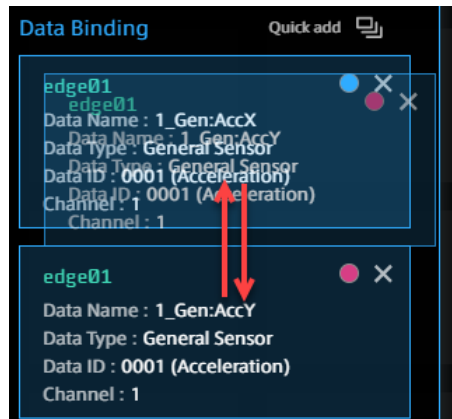 Data Binding
Quick add
edge01
edge01
Data Name : 1_Gen:AccX
Data Name : 1_Gen:AccY
Data Type : General Sensor
Data Type : General Sensor
Data ID : 0001 (Acceleration)
Data ID : 0001 (Acceleration)
Channel : 1
Channel : 1
edge01
Data Name : 1_Gen:AccY
Data Type : General Sensor
Data ID : 0001 (Acceleration)
Channel : 1